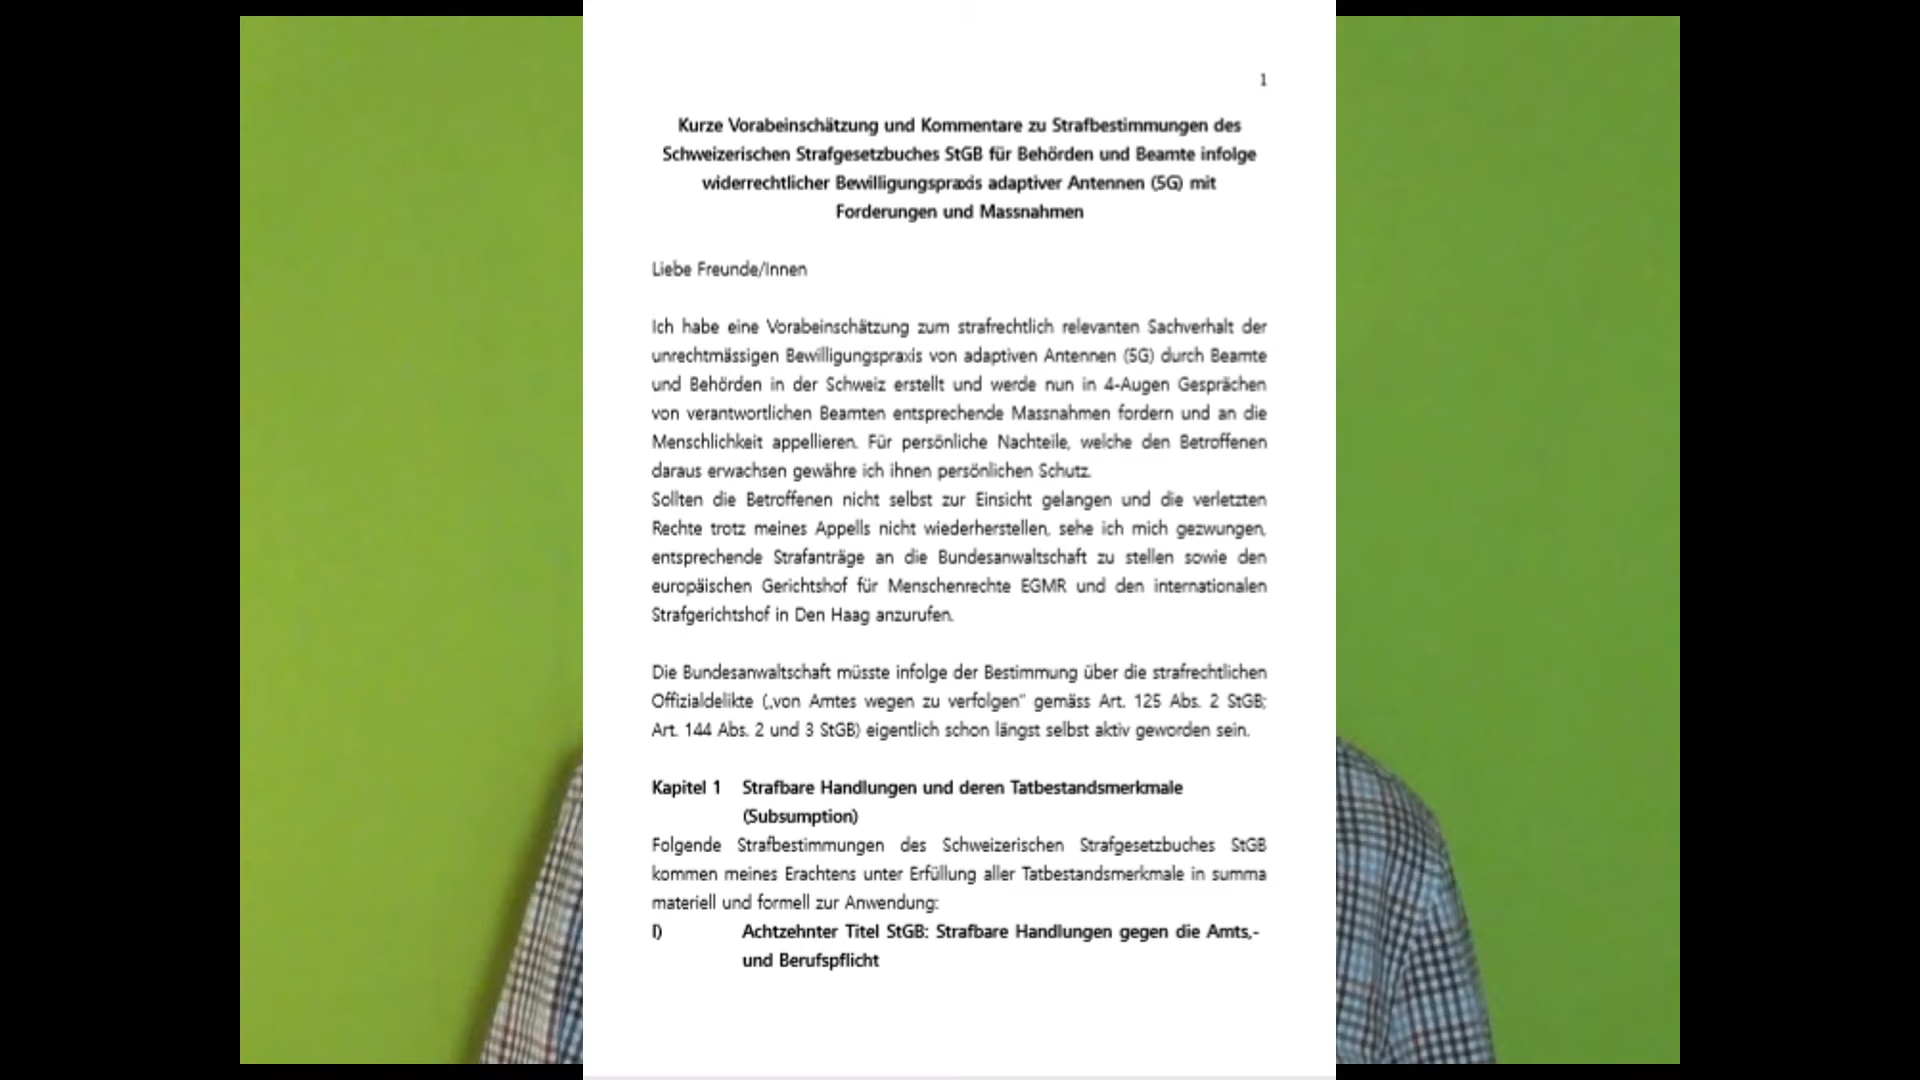 1
Kurze Vorabeinschätzung und Kommentare zu Strafbestimmungen des
Schweizerischen Strafgesetzbuches StGB für Behörden und Beamte infolge
widerrechtlicher Bewilligungspraxis adaptiver Antennen (5G) mit
Forderungen und Massnahmen
Liebe Freunde/Innen
Ich habe eine Vorabeinschätzung zum strafrechtlich relevanten Sachverhalt der
unrechtmässigen Bewilligungspraxis von adaptiven Antennen (5G) durch Beamte
und Behörden in der Schweiz erstellt und werde nun in 4-Augen Gesprächen
von verantwortlichen Beamten entsprechende Massnahmen fordern und an die
Menschlichkeit appellieren. Für persönliche Nachteile, welche den Betroffenen
daraus erwachsen gewähre ich ihnen persönlichen Schutz.
Sollten die Betroffenen nicht selbst zur Einsicht gelangen und die verletzten
Rechte trotz meines Appells nicht wiederherstellen, sehe ich mich gezwungen,
entsprechende Strafanträge an die Bundesanwaltschaft zu stellen sowie den
europäischen Gerichtshof für Menschenrechte EGMR und den internationalen
Strafgerichtshof in Den Haag anzurufen.
Die Bundesanwaltschaft müsste infolge der Bestimmung über die strafrechtlichen
Offizialdelikte („von Amtes wegen zu verfolgen" gemäss Art. 125 Abs. 2 StGB;
Art. 144 Abs. 2 und 3 StGB) eigentlich schon längst selbst aktiv geworden sein.
Kapitel 1 Strafbare Handlungen und deren Tatbestandsmerkmale
(Subsumption)
Folgende Strafbestimmungen des Schweizerischen Strafgesetzbuches StGB
kommen meines Erachtens unter Erfüllung aller Tatbestandsmerkmale in summa
materiell und formell zur Anwendung:
I) Achtzehnter Titel StGB: Strafbare Handlungen gegen die Amts,-
und Berufspflicht